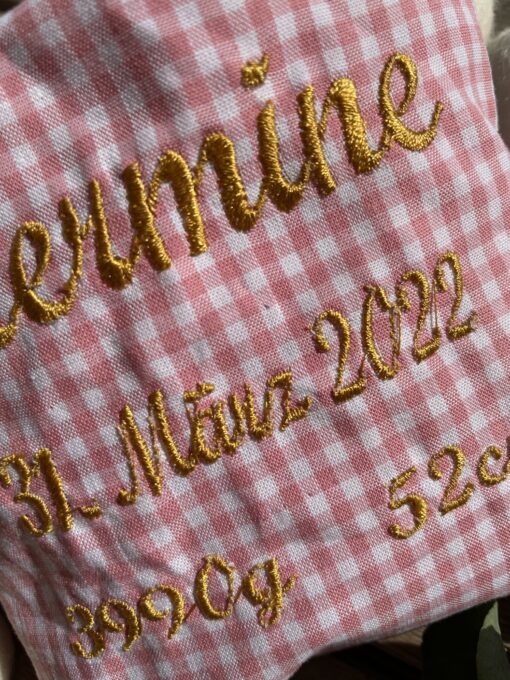 ermine
31. März 2022
52c
3990g